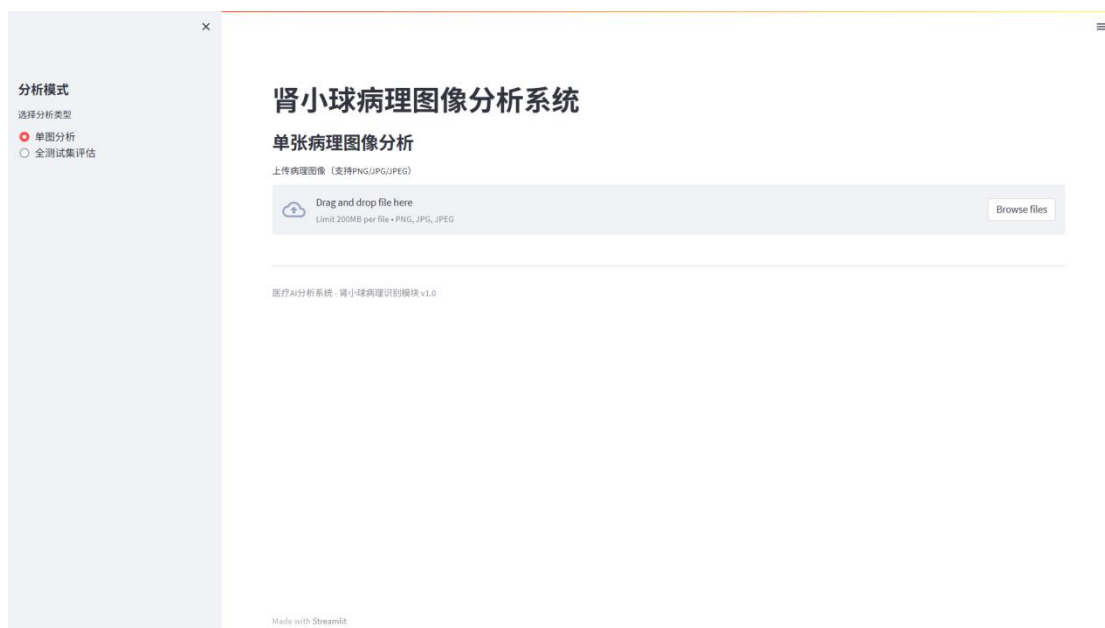 分析模式
选择分析类型
单图分析
全测试集评估
肾小球病理图像分析系统
单张病理图像分析
上传病理图像（支持PNG/JPG/JPEG）
Drag and drop file here
Limit 200MB per file • PNG, JPG, JPEG
Browse files
医疗AI分析系统 - 肾小球病理识别模块 v1.0
Made with Streamlit